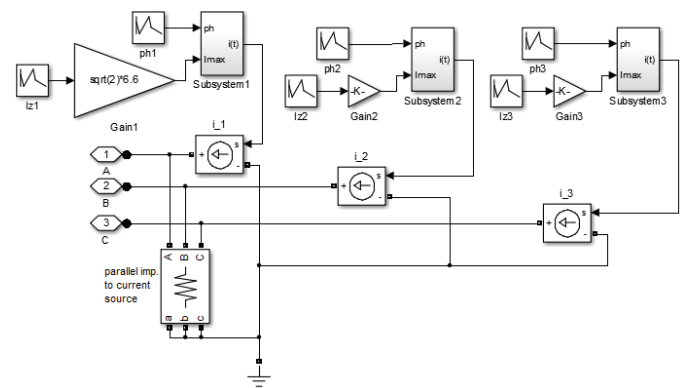 ph1
ph
Imax
i(t)
Subsystem1
Iz1
sqrt(2)*6.6
Gain1
ph2
ph
Imax
i(t)
Subsystem2
Iz2
-K-
Gain2
ph3
ph
Imax
i(t)
Subsystem3
Iz3
-K-
Gain3
i_1
+
s
-
i_2
+
s
-
i_3
+
s
-
1
A
2
B
3
C
parallel imp.
to current
source
A B C
a b c